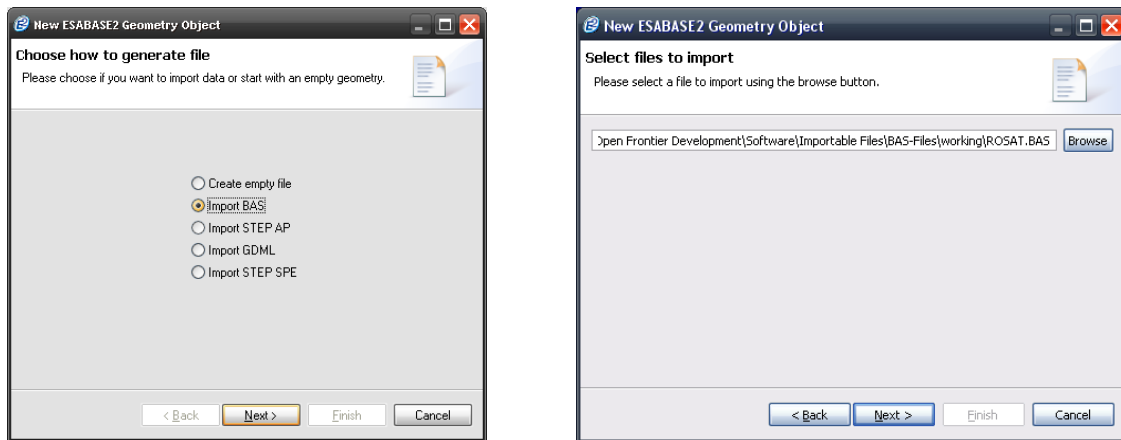 New ESABASE2 Geometry Object
Choose how to generate file
Please choose if you want to import data or start with an empty geometry.
Create empty file
Import BAS
Import STEP AP
Import GDML
Import STEP SPE
< Back Next > Finish Cancel
New ESABASE2 Geometry Object
Select files to import
Please select a file to import using the browse button.
Open Frontier Development\Software\Importable Files\BAS-Files\working\ROSAT.BAS Browse
< Back Next > Finish Cancel